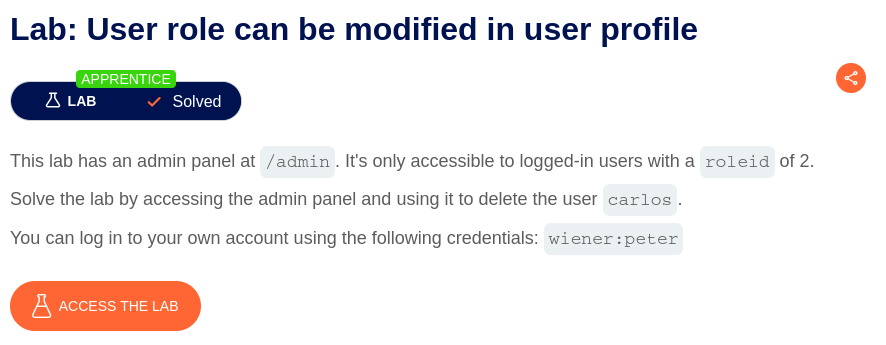 Lab: User role can be modified in user profile
APPRENTICE
LAB Solved
This lab has an admin panel at /admin. It's only accessible to logged-in users with a roleid of 2.
Solve the lab by accessing the admin panel and using it to delete the user carlos.
You can log in to your own account using the following credentials: wiener:peter
ACCESS THE LAB